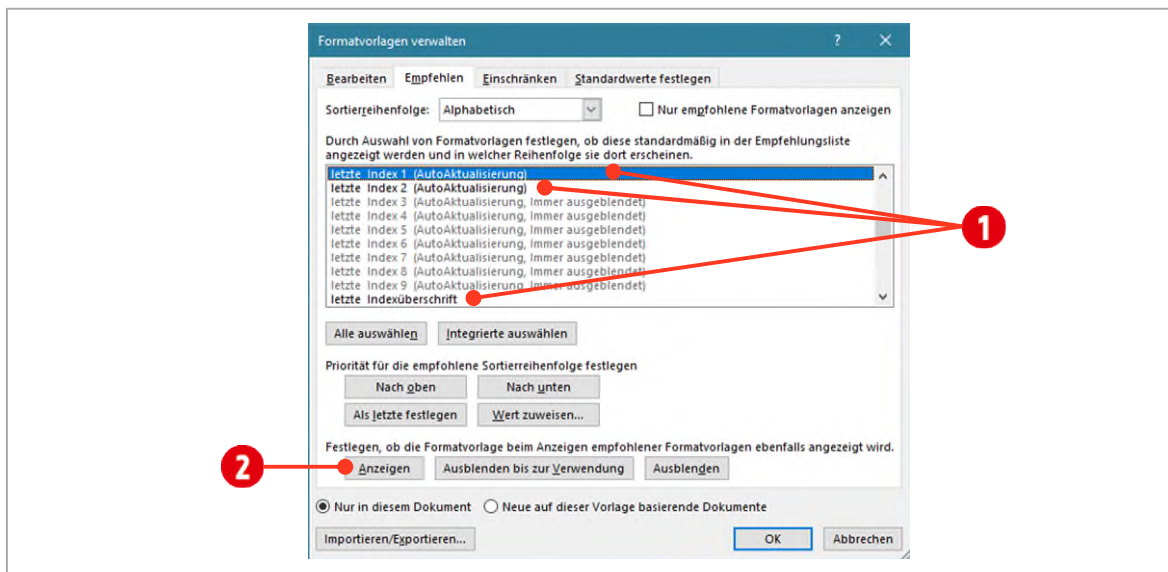 Formatvorlagen verwalten ? ×
Bearbeiten Empfehlen Einschränken Standardwerte festlegen
Sortierreihenfolge: Alphabetisch Nur empfohlene Formatvorlagen anzeigen
Durch Auswahl von Formatvorlagen festlegen, ob diese standardmäßig in der Empfehlungsliste
angezeigt werden und in welcher Reihenfolge sie dort erscheinen.
letzte Index 1 (AutoAktualisierung)
letzte Index 2 (AutoAktualisierung)
letzte Index 3 (AutoAktualisierung, Immer ausgeblendet)
letzte Index 4 (AutoAktualisierung, Immer ausgeblendet)
letzte Index 5 (AutoAktualisierung, Immer ausgeblendet)
letzte Index 6 (AutoAktualisierung, Immer ausgeblendet)
letzte Index 7 (AutoAktualisierung, Immer ausgeblendet)
letzte Index 8 (AutoAktualisierung, Immer ausgeblendet)
letzte Index 9 (AutoAktualisierung, Immer ausgeblendet)
letzte Indexüberschrift
1
Alle auswählen Integrierte auswählen
Priorität für die empfohlene Sortierreihenfolge festlegen
Nach oben Nach unten
Als letzte festlegen Wert zuweisen...
Festlegen, ob die Formatvorlage beim Anzeigen empfohlener Formatvorlagen ebenfalls angezeigt wird.
2 Anzeigen Ausblenden bis zur Verwendung Ausblenden
Nur in diesem Dokument Neue auf dieser Vorlage basierende Dokumente
Importieren/Exportieren... OK Abbrechen